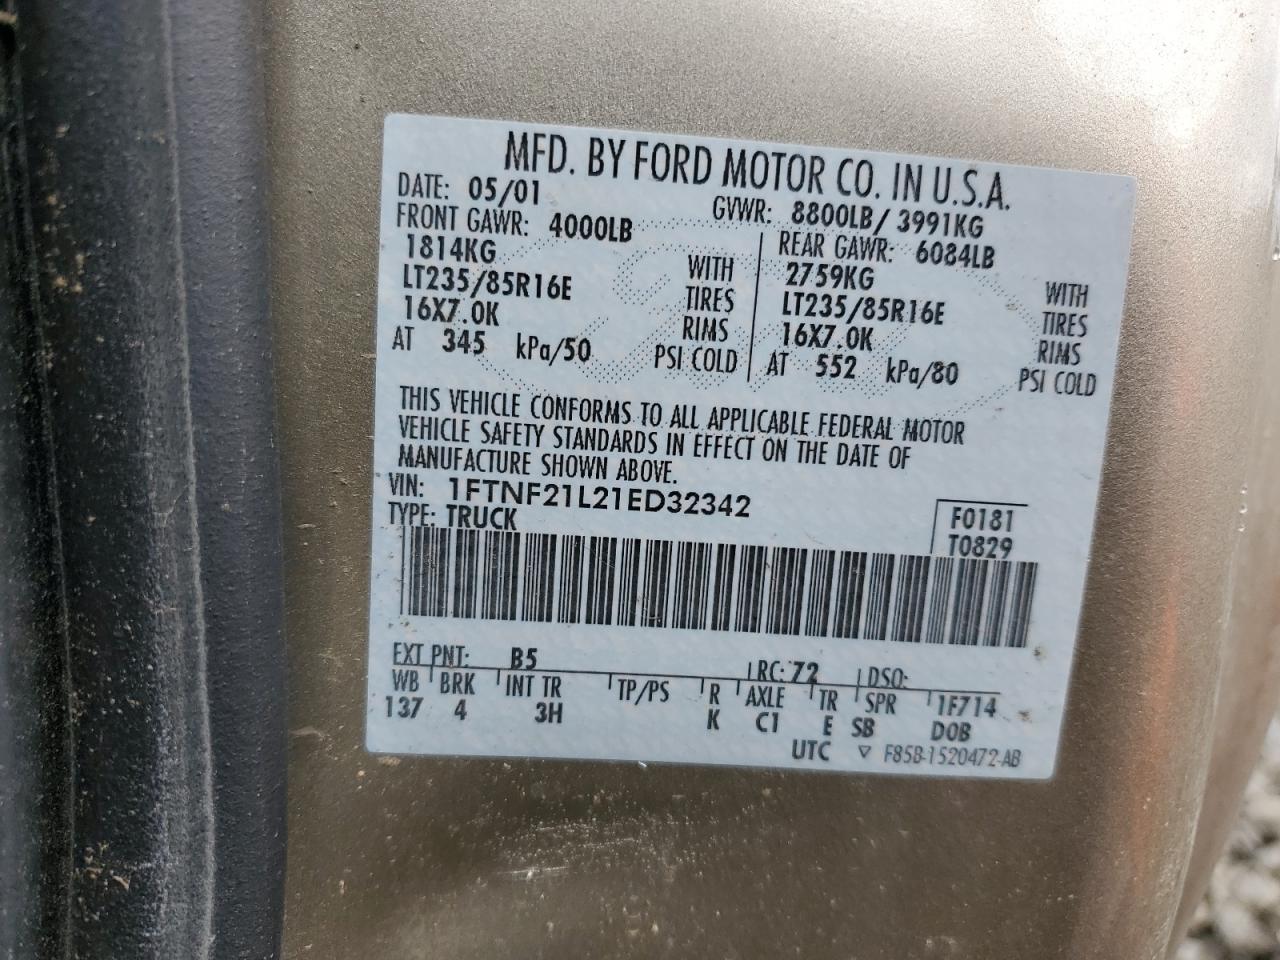 MFD. BY FORD MOTOR CO. IN U.S.A.
DATE: 05/01 GVWR: 8800LB/ 3991KG
FRONT GAWR: 4000LB REAR GAWR: 6084LB
1814KG WITH 2759KG WITH
LT235/85R16E TIRES LT235/85R16E TIRES
16X7.0K RIMS 16X7.0K RIMS
AT 345 kPa/50 PSI COLD AT 552 kPa/80 PSI COLD
THIS VEHICLE CONFORMS TO ALL APPLICABLE FEDERAL MOTOR
VEHICLE SAFETY STANDARDS IN EFFECT ON THE DATE OF
MANUFACTURE SHOWN ABOVE.
VIN: 1FTNF21L21ED32342 F0181
TYPE: TRUCK T0829
EXT PNT: B5 RC: 72 DSO:
WB BRK INT TR TP/PS R AXLE TR SPR 1F714
137 4 3H K C1 E SB DOB
UTC ▽ F85B-1520472-AB